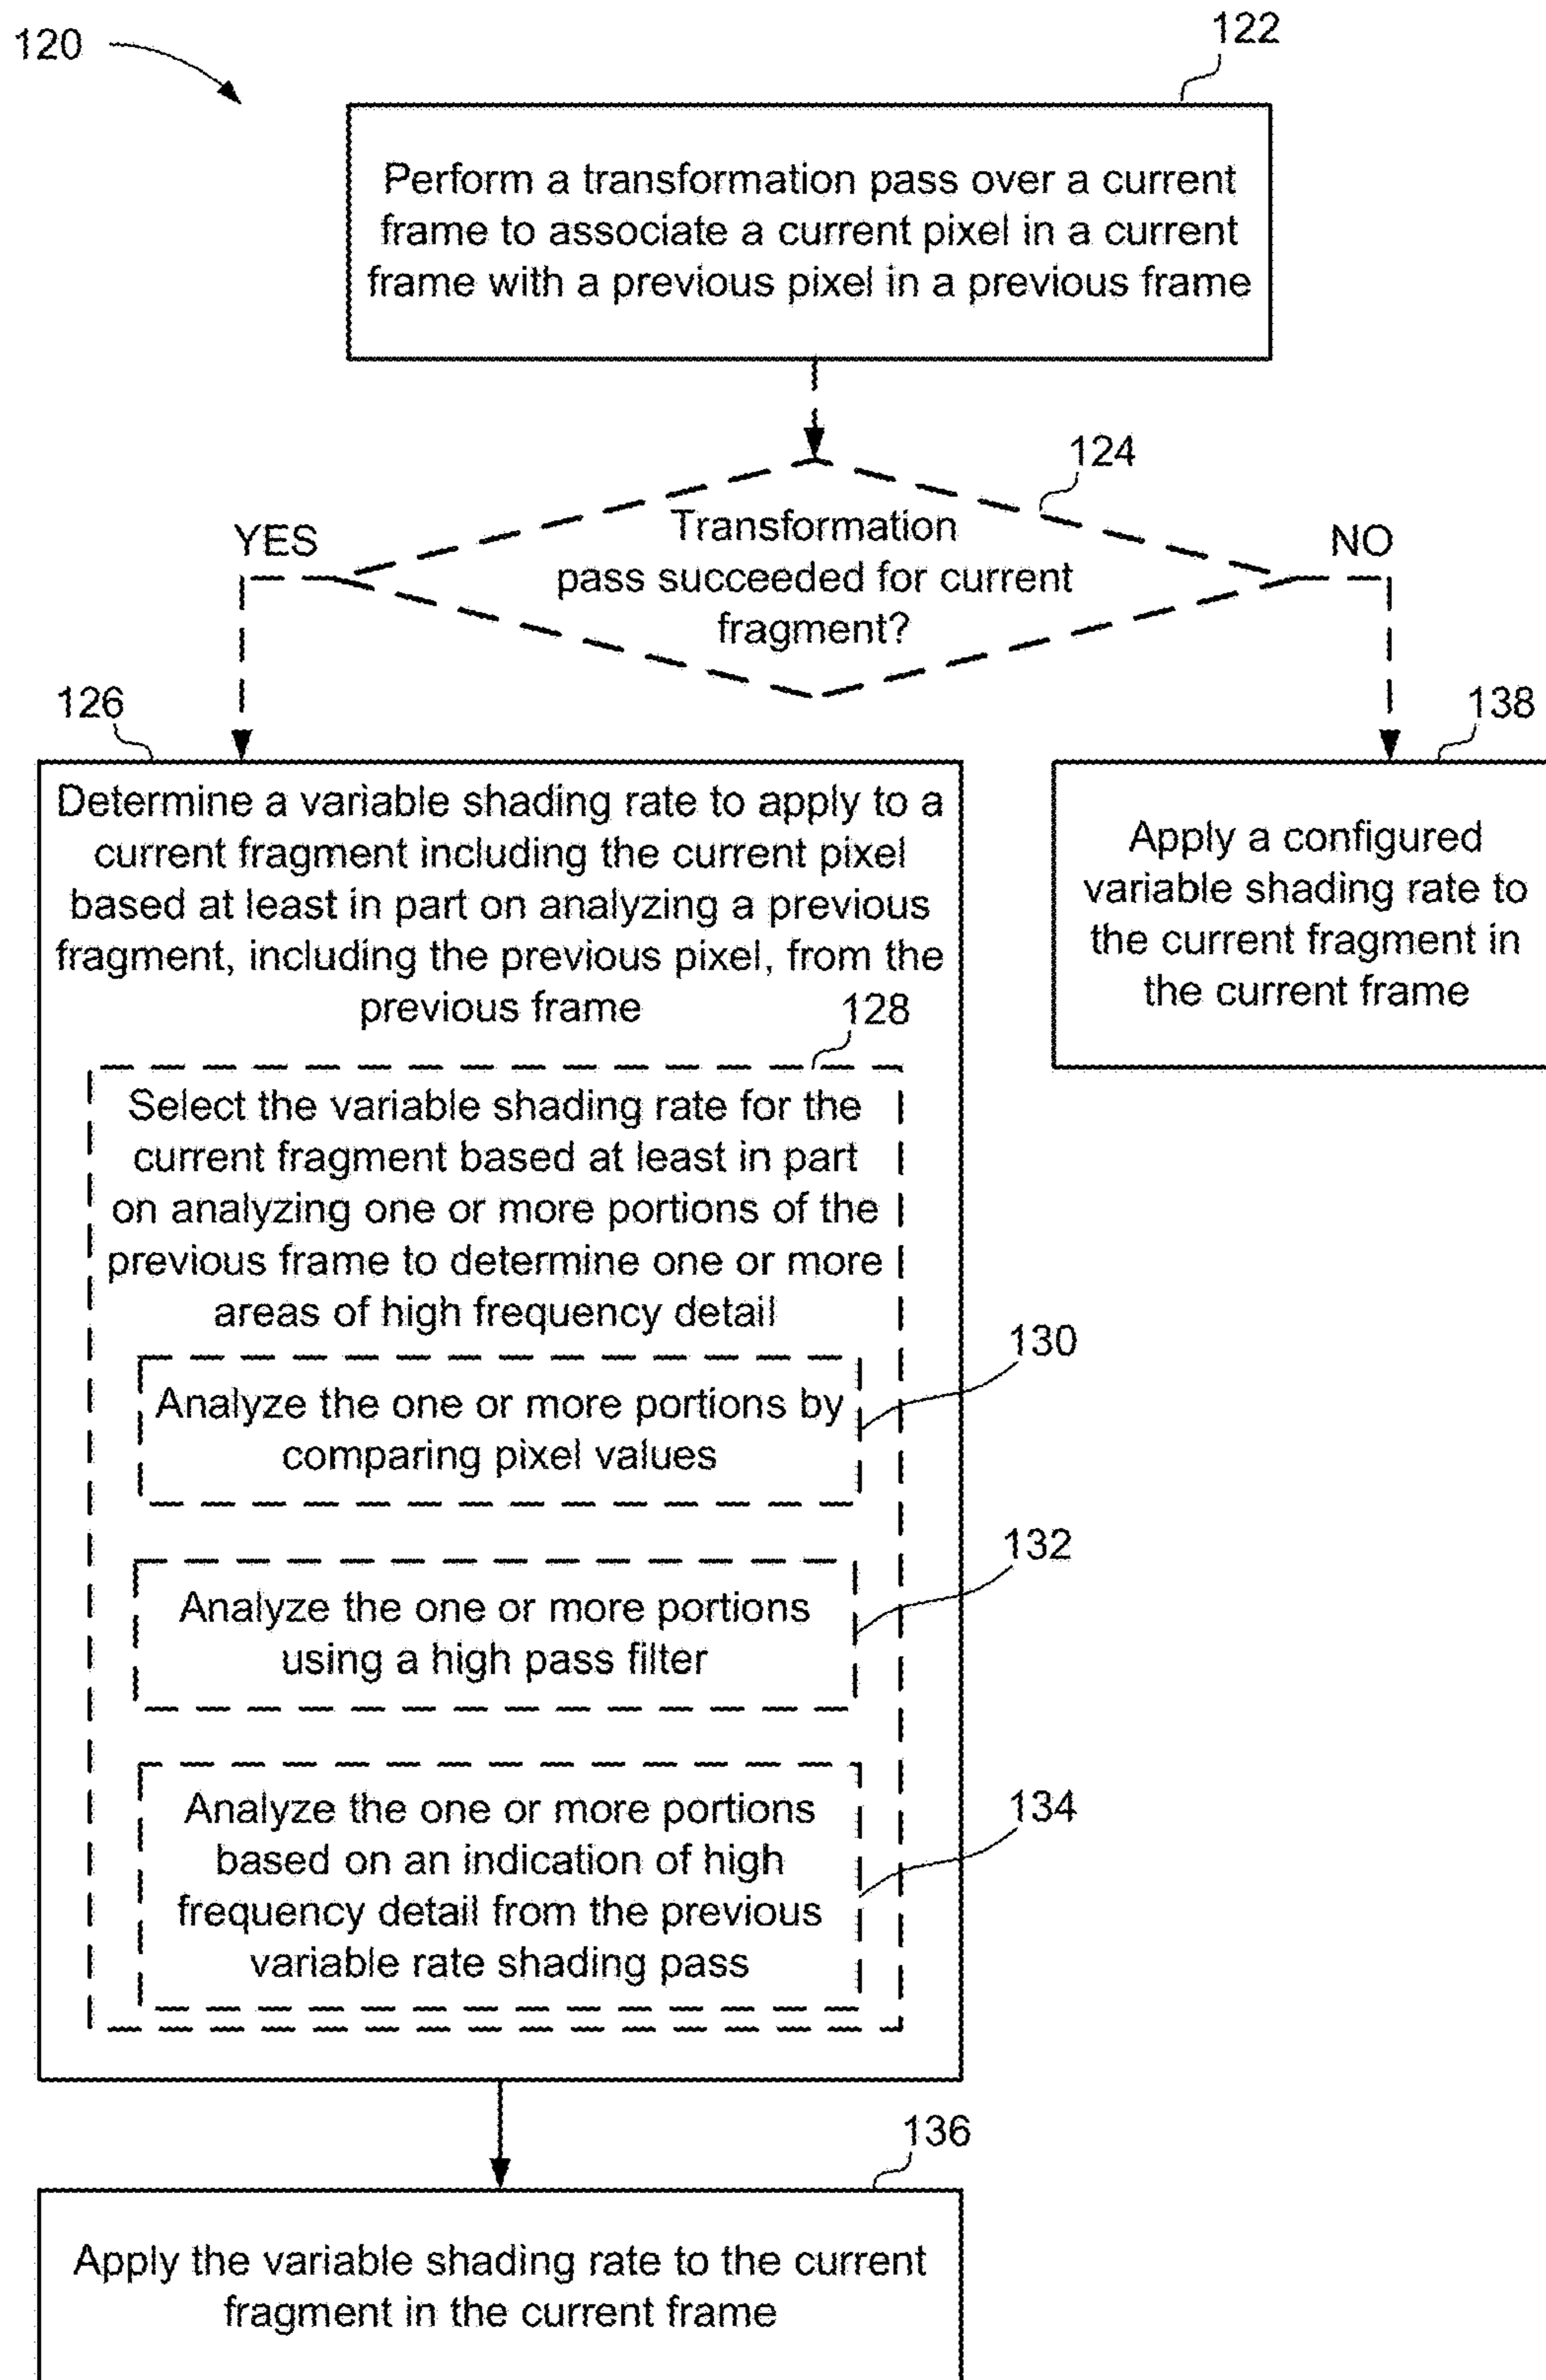 120
122
Perform a transformation pass over a current
frame to associate a current pixel in a current
frame with a previous pixel in a previous frame
124
YES
NO
Transformation
pass succeeded for current
fragment?
126
138
Determine a variable shading rate to apply to a
current fragment including the current pixel
based at least in part on analyzing a previous
fragment, including the previous pixel, from the
previous frame
Apply a configured
variable shading rate to
the current fragment in
the current frame
128
Select the variable shading rate for the
current fragment based at least in part
on analyzing one or more portions of the
previous frame to determine one or more
areas of high frequency detail
130
Analyze the one or more portions by
comparing pixel values
132
Analyze the one or more portions
using a high pass filter
134
Analyze the one or more portions
based on an indication of high
frequency detail from the previous
variable rate shading pass
136
Apply the variable shading rate to the current
fragment in the current frame